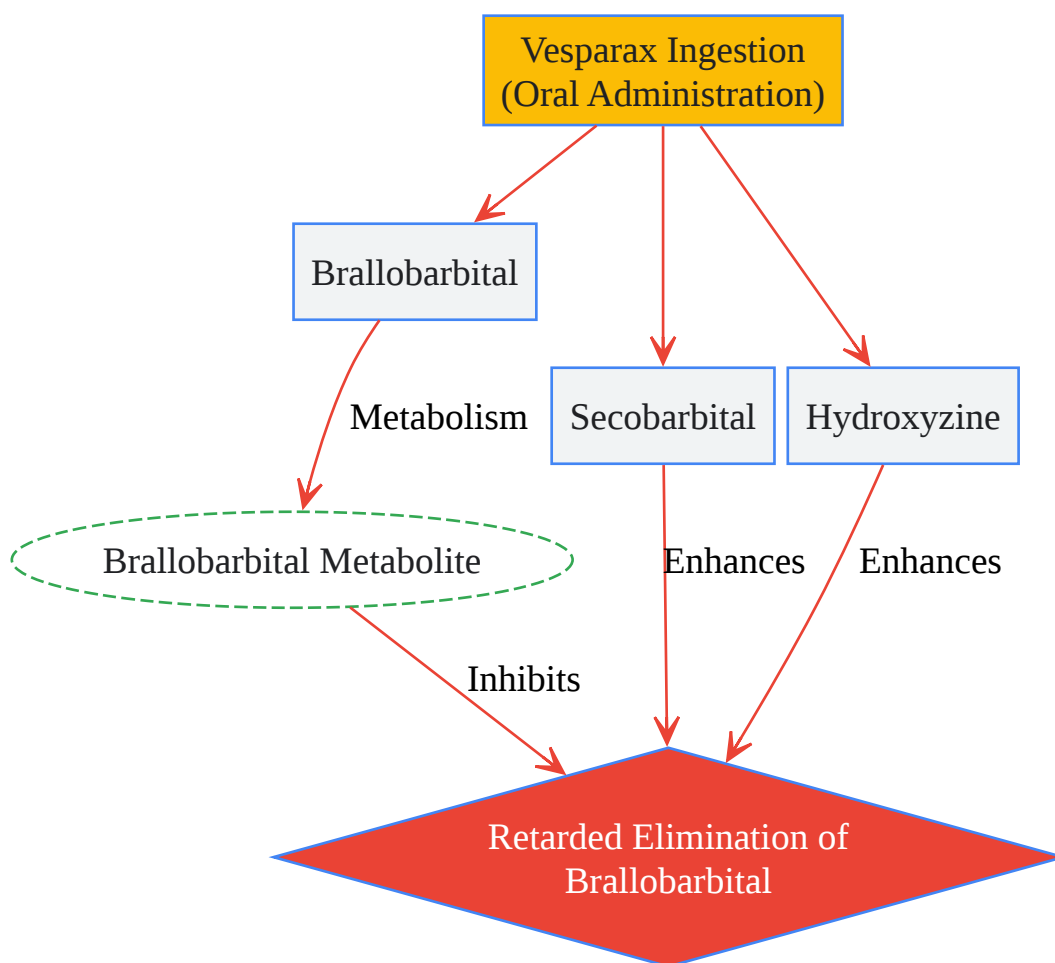 Vesparax Ingestion
(Oral Administration)
Brallobarbital
Metabolism
Secobarbital
Hydroxyzine
Brallobarbital Metabolite
Enhances
Enhances
Inhibits
Retarded Elimination of
Brallobarbital